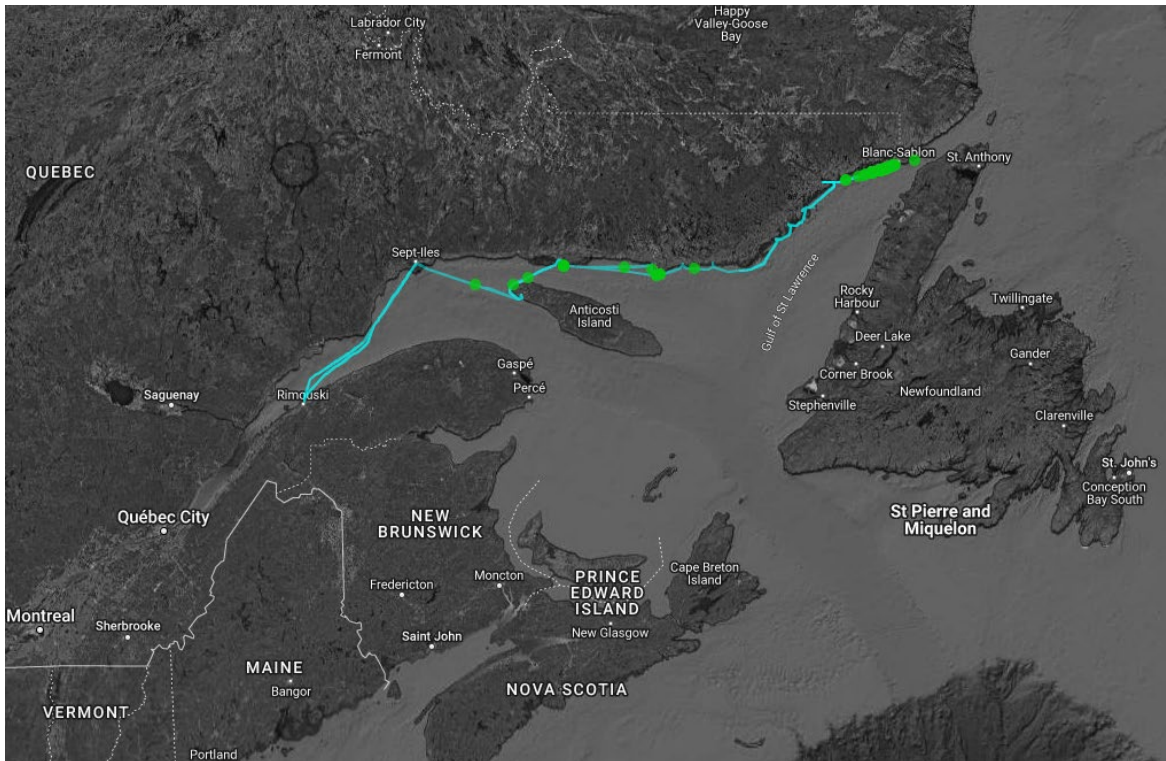 Happy
Valley-Goose
Bay
Labrador City
Fermont
QUEBEC
Blanc-Sablon
St. Anthony
Sept-Iles
Gulf of St Lawrence
Anticosti
Island
Rocky
Harbour
Twillingate
Deer Lake
Gander
Gaspé
Corner Brook
Percé
Newfoundland
Saguenay
Rimouski
Stephenville
Clarenville
St. John's
Conception
Bay South
Québec City
NEW
BRUNSWICK
St Pierre and
Miquelon
Cape Breton
Island
Moncton
PRINCE
EDWARD
ISLAND
Fredericton
Montreal
Sherbrooke
Saint John
New Glasgow
MAINE
Bangor
NOVA SCOTIA
VERMONT
Portland